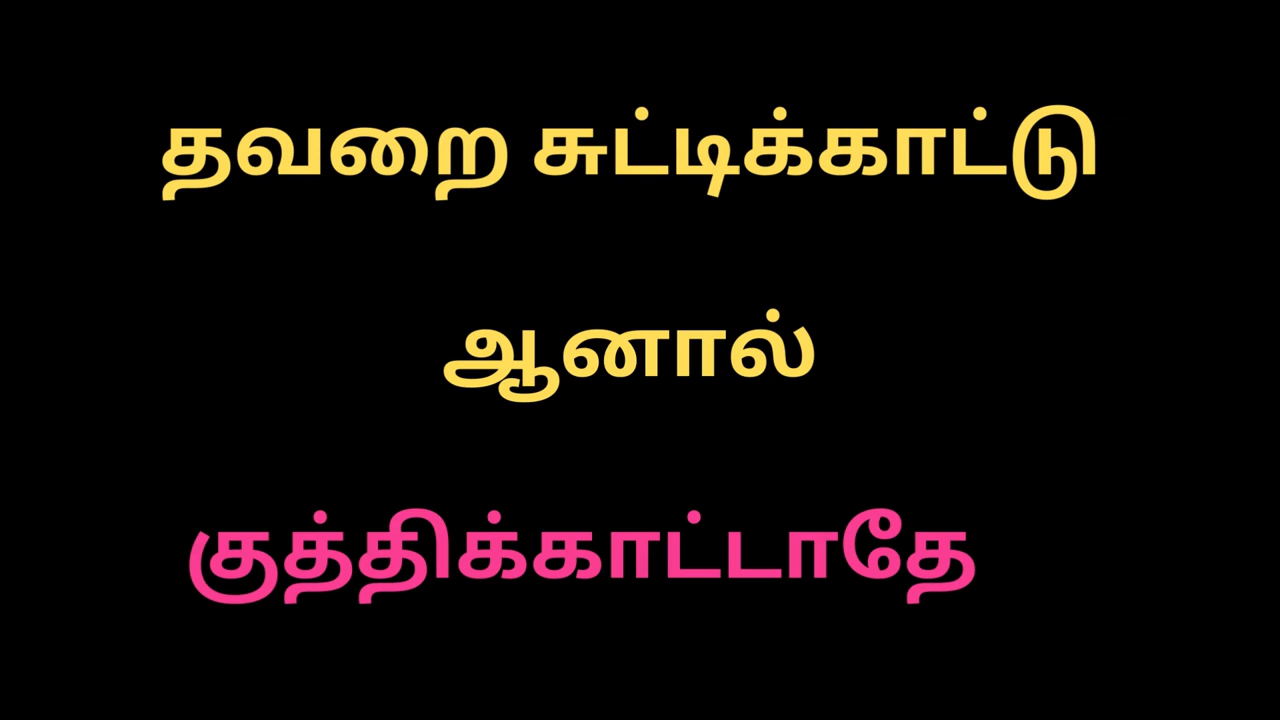 தவறை சுட்டிக்காட்டு
ஆனால்
குத்திக்காட்டாதே